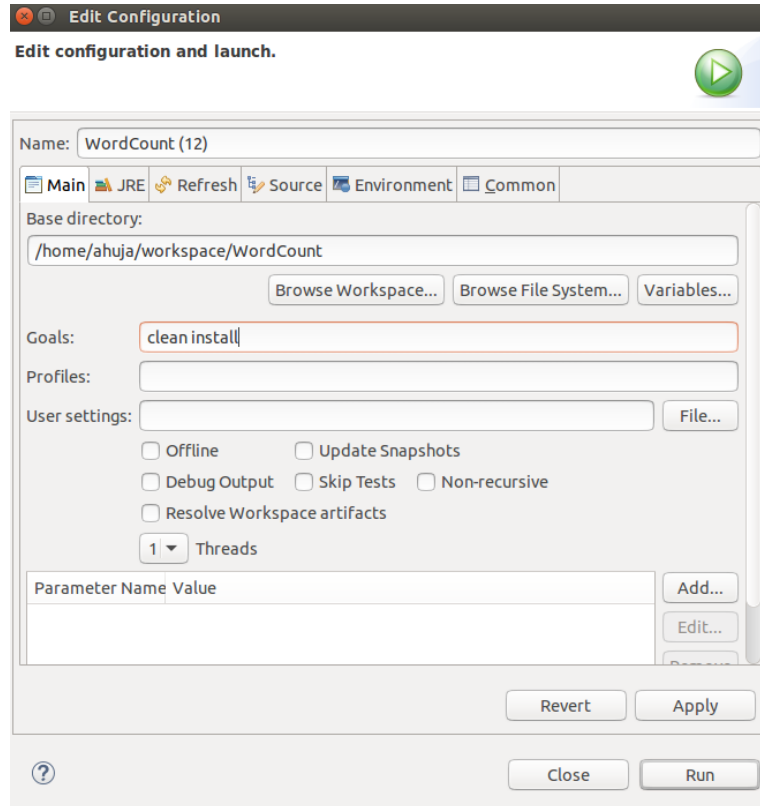 Edit Configuration
Edit configuration and launch.
Name: WordCount (12)
Main JRE Refresh Source Environment Common
Base directory:
/home/ahuja/workspace/WordCount
Browse Workspace... Browse File System... Variables...
Goals: clean install
Profiles:
User settings: File...
Offline Update Snapshots
Debug Output Skip Tests Non-recursive
Resolve Workspace artifacts
1 Threads
Parameter Name Value Add...
Edit...
Revert Apply
? Close Run